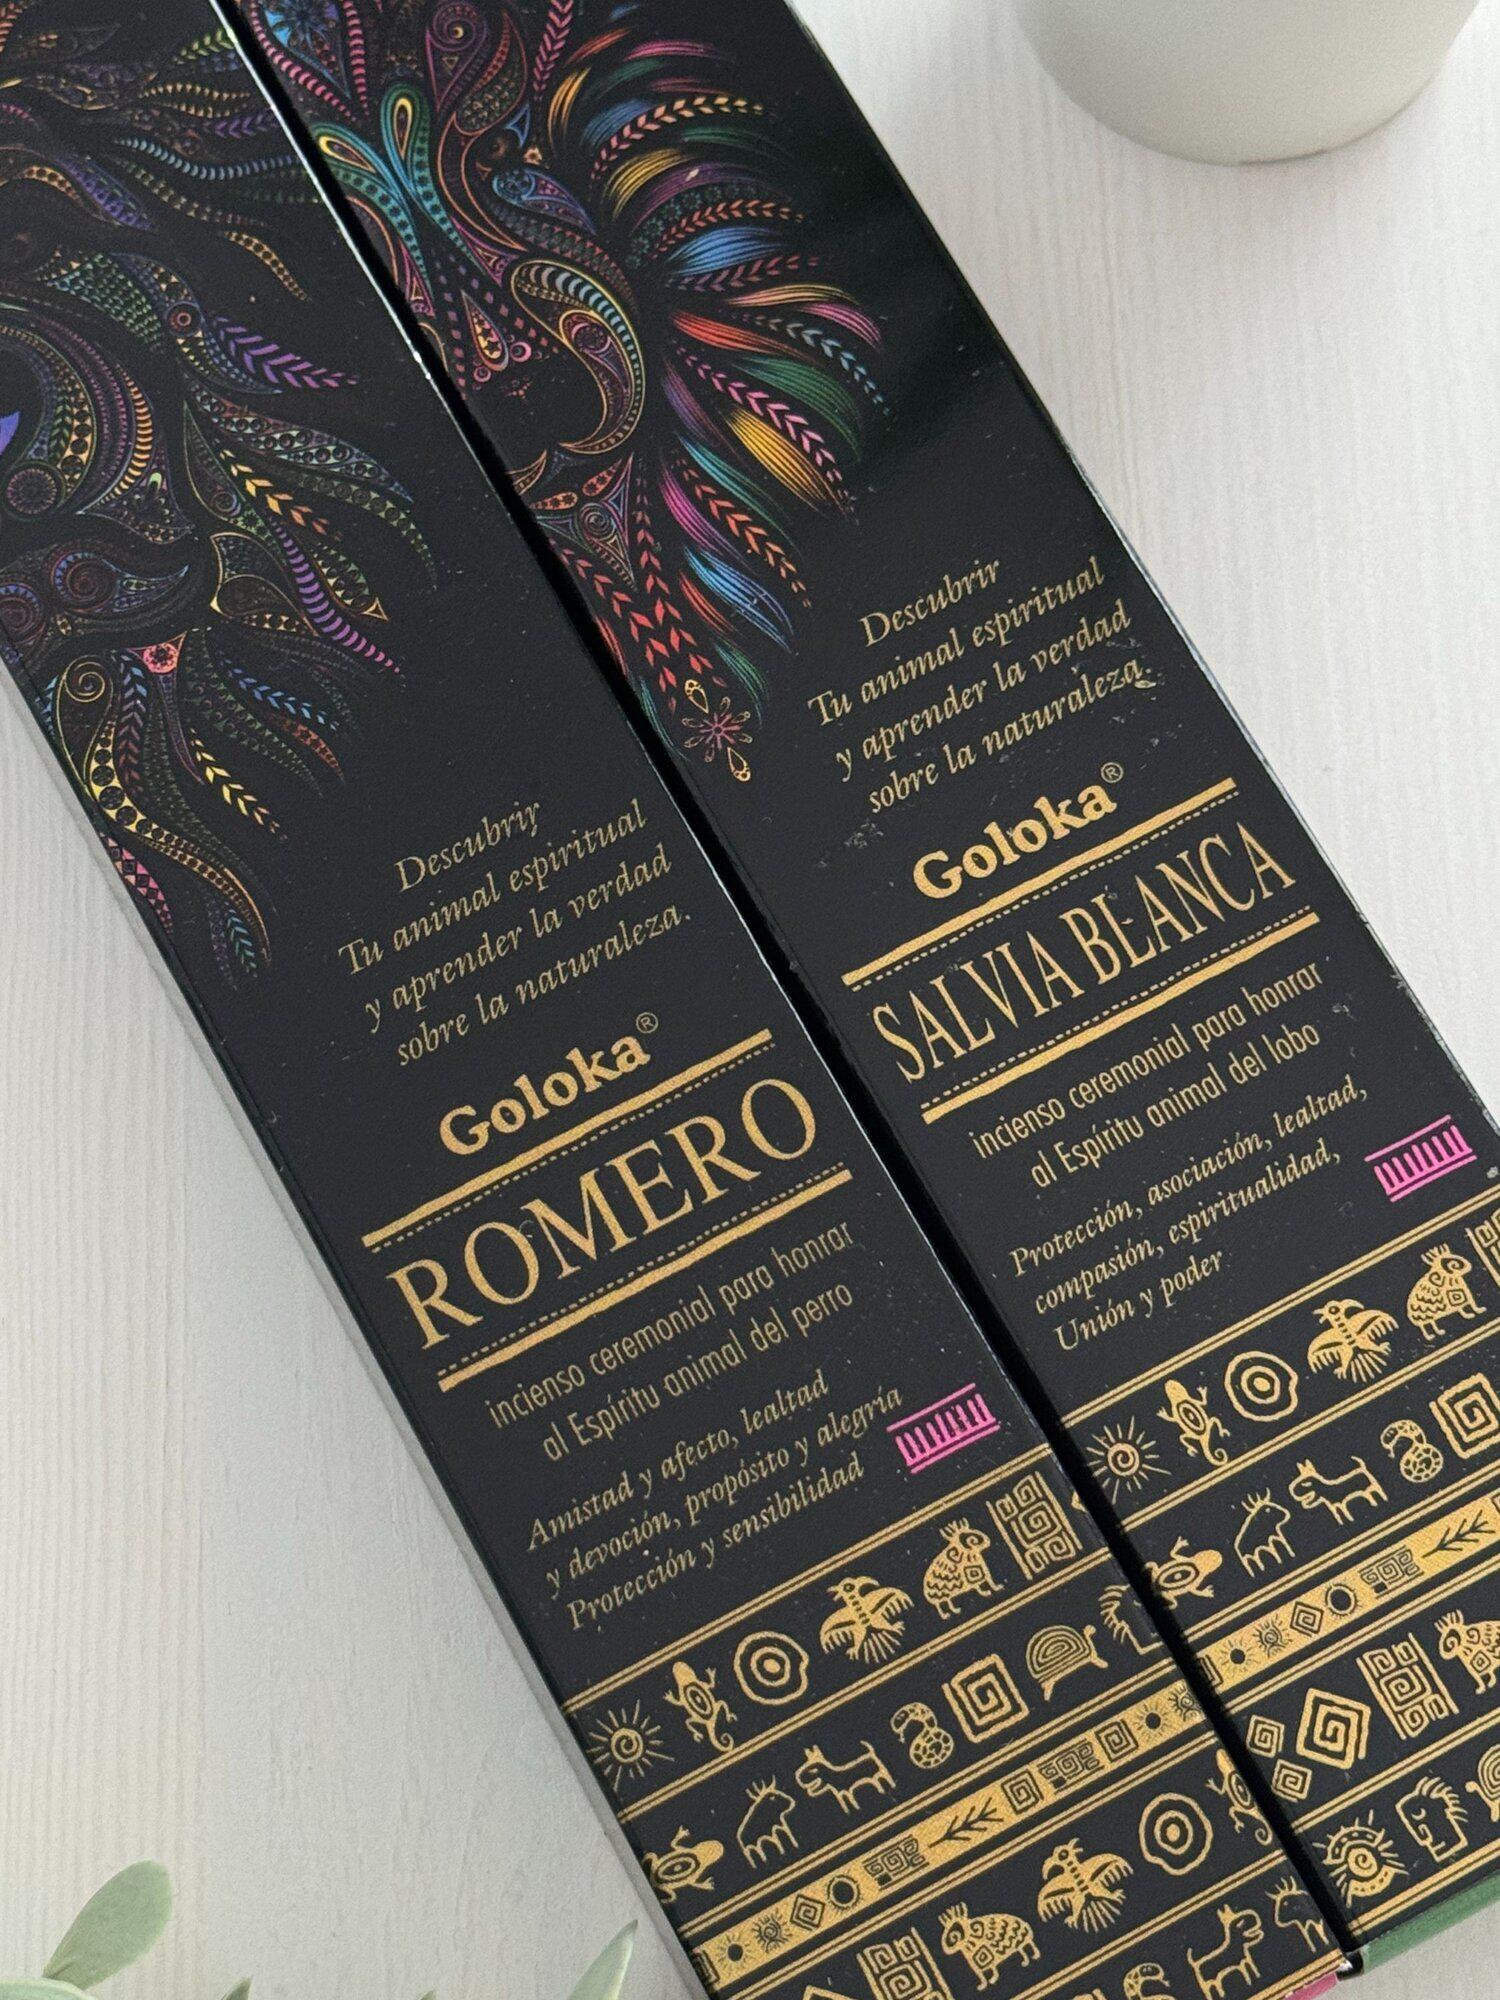 Descubrir
Tu animal espiritual
y aprender la verdad
sobre la naturaleza.
Goloka®
ROMERO
incienso ceremonial para honrar
al Espíritu animal del perro
Amistad y afecto, lealtad
y devoción, propósito y alegría
Protección y sensibilidad
Descubrir
Tu animal espiritual
y aprender la verdad
sobre la naturaleza.
Goloka®
SALVIA BLANCA
incienso ceremonial para honrar
al Espíritu animal del lobo
Protección, asociación, lealtad,
compasión, espiritualidad,
Unión y poder